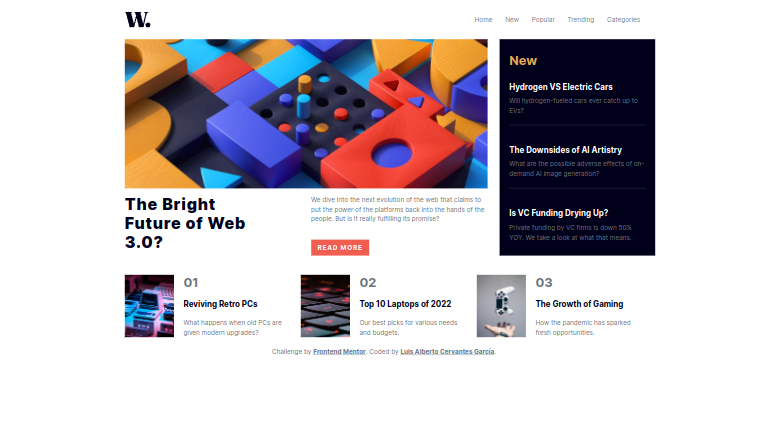 W.
Home New Popular Trending Categories
New
Hydrogen VS Electric Cars
Will hydrogen-fueled cars ever catch up to
EVs?
The Downsides of AI Artistry
What are the possible adverse effects of on-
demand AI image generation?
Is VC Funding Drying Up?
Private funding by VC firms is down 50%
YOY. We take a look at what that means.
The Bright
Future of Web
3.0?
We dive into the next evolution of the web that claims to
put the power of the platforms back into the hands of the
people. But is it really fulfilling its promise?
READ MORE
01
Reviving Retro PCs
What happens when old PCs are
given modern upgrades?
02
Top 10 Laptops of 2022
Our best picks for various needs
and budgets.
03
The Growth of Gaming
How the pandemic has sparked
fresh opportunities.
Challenge by Frontend Mentor. Coded by Luis Alberto Cervantes García.